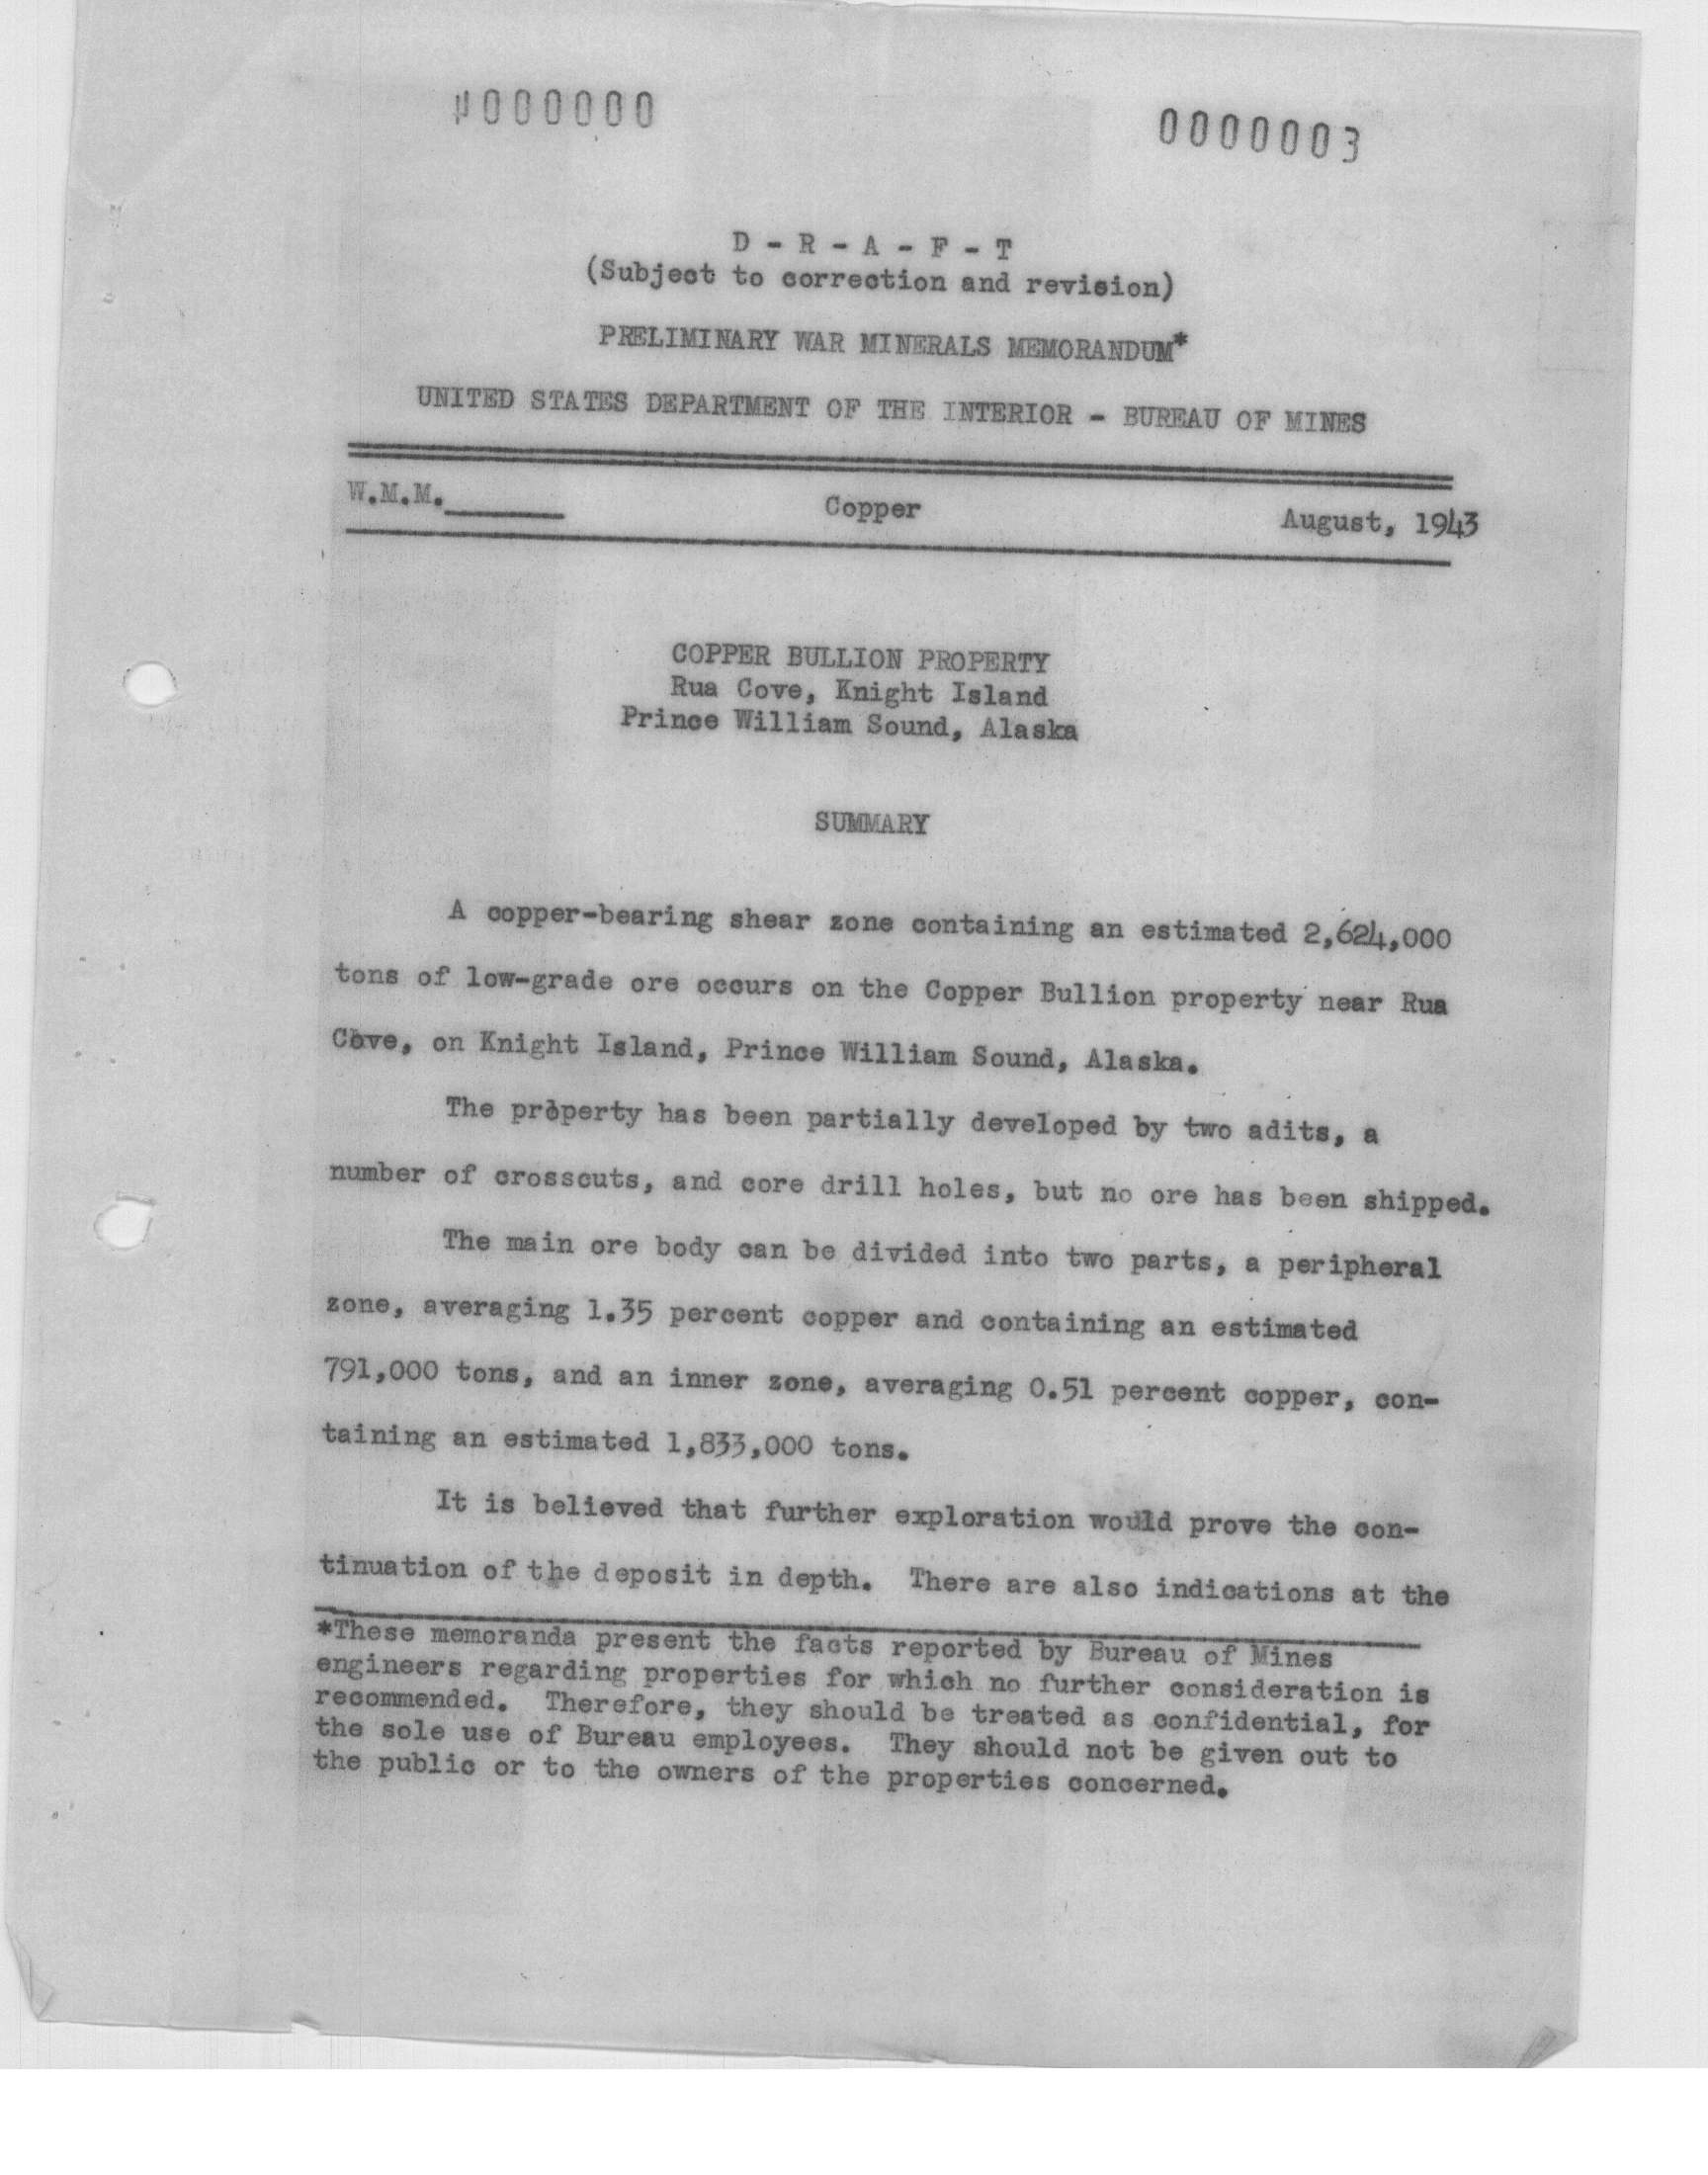 #000000
0000003
D - R - A - F - T
(Subject to correction and revision)
PRELIMINARY WAR MINERALS MEMORANDUM*
UNITED STATES DEPARTMENT OF THE INTERIOR - BUREAU OF MINES
W.M.M.______ Copper August, 1943
COPPER BULLION PROPERTY
Rua Cove, Knight Island
Prince William Sound, Alaska
SUMMARY
A copper-bearing shear zone containing an estimated 2,624,000
tons of low-grade ore occurs on the Copper Bullion property near Rua
Cove, on Knight Island, Prince William Sound, Alaska.
The property has been partially developed by two adits, a
number of crosscuts, and core drill holes, but no ore has been shipped.
The main ore body can be divided into two parts, a peripheral
zone, averaging 1.35 percent copper and containing an estimated
791,000 tons, and an inner zone, averaging 0.51 percent copper, con-
taining an estimated 1,833,000 tons.
It is believed that further exploration would prove the con-
tinuation of the deposit in depth. There are also indications at the
*These memoranda present the facts reported by Bureau of Mines
engineers regarding properties for which no further consideration is
recommended. Therefore, they should be treated as confidential, for
the sole use of Bureau employees. They should not be given out to
the public or to the owners of the properties concerned.